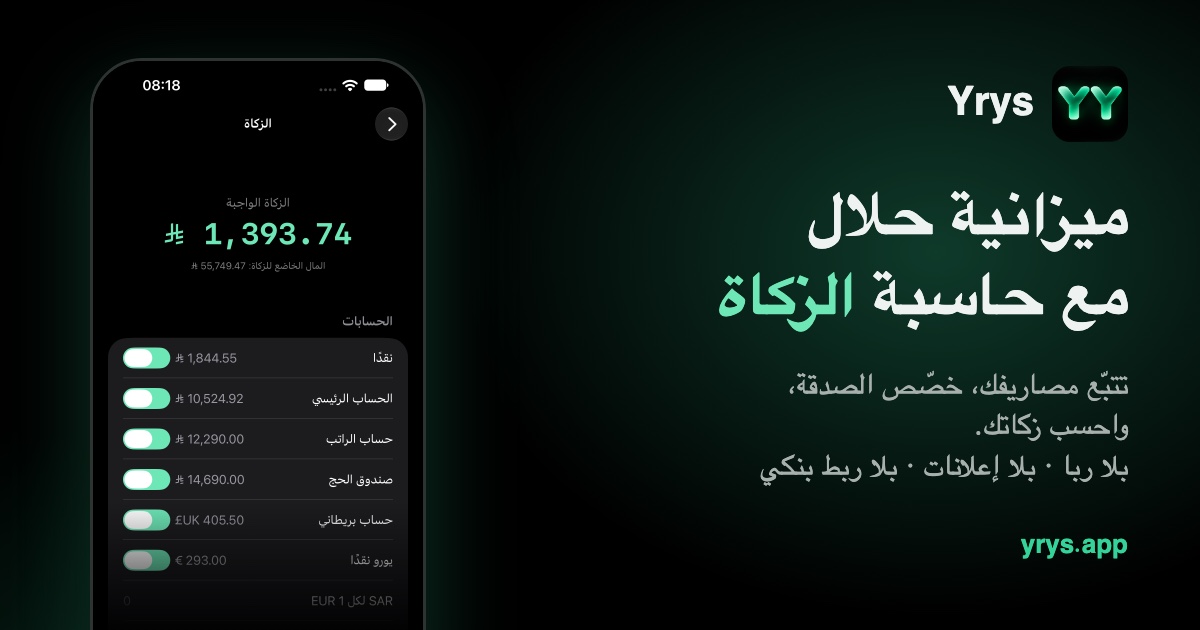 Yrys
YY
ميزانية حلال
مع حاسبة الزكاة
تتبّع مصاريفك، خصّص الصدقة،
واحسب زكاتك.
بلا ربا · بلا إعلانات · بلا ربط بنكي
yrys.app
08:18
الزكاة
الزكاة الواجبة
⃁ 1,393.74
المال الخاضع للزكاة: 55,749.47 ⃁
الحسابات
نقدًا ⃁ 1,844.55
الحساب الرئيسي ⃁ 10,524.92
حساب الراتب ⃁ 12,290.00
صندوق الحج ⃁ 14,690.00
حساب بريطاني £UK 405.50
يورو نقدًا € 293.00
SAR لكل 1 EUR 0